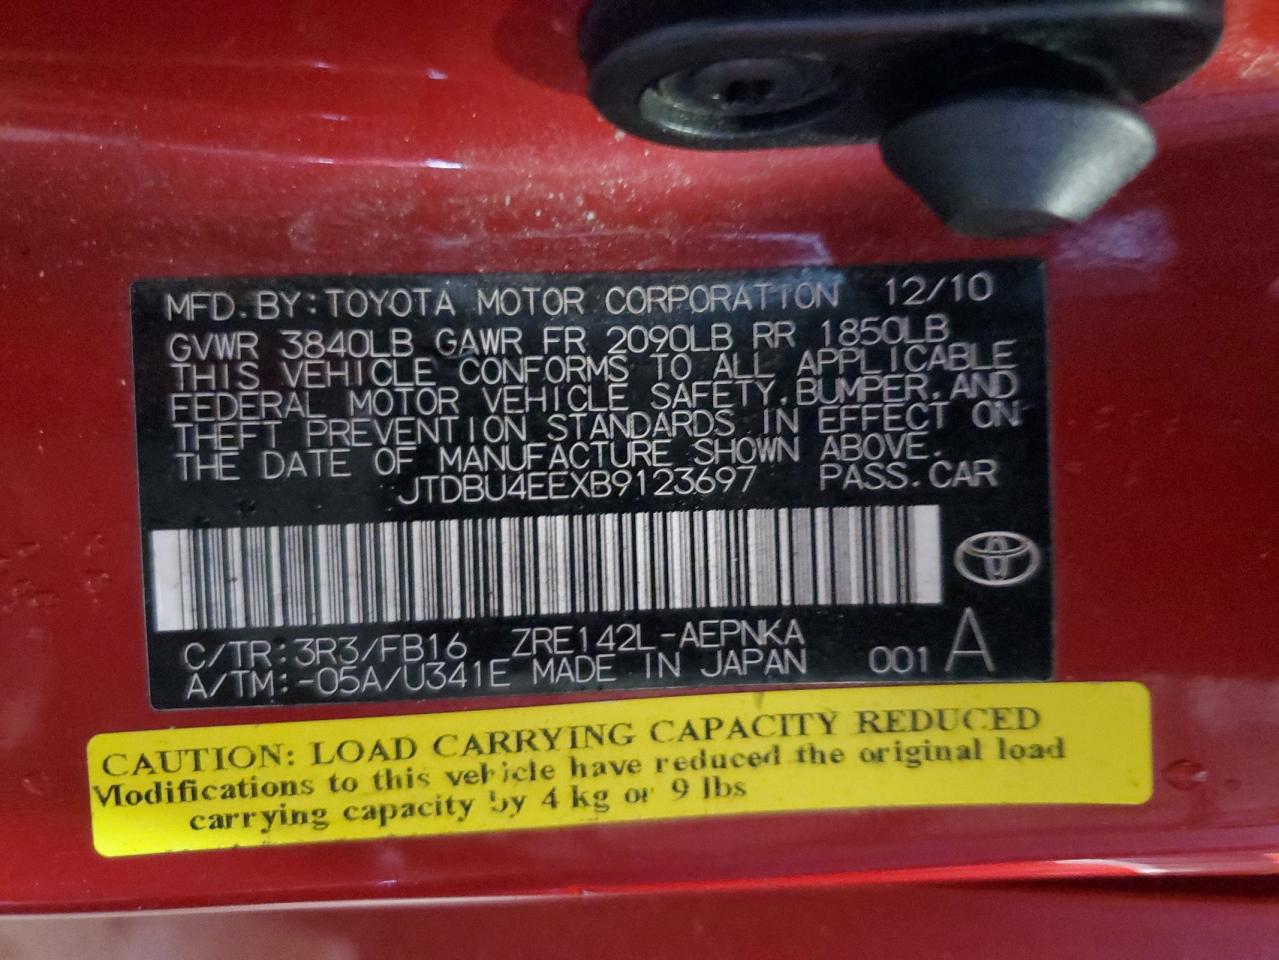 MFD. BY: TOYOTA MOTOR CORPORATION 12/10
GVWR 3840LB GAWR FR 2090LB RR 1850LB
THIS VEHICLE CONFORMS TO ALL APPLICABLE
FEDERAL MOTOR VEHICLE SAFETY, BUMPER, AND
THEFT PREVENTION STANDARDS IN EFFECT ON
THE DATE OF MANUFACTURE SHOWN ABOVE.
JTDBU4EEXB9123697 PASS. CAR
C/TR: 3R3/FB16 ZRE142L-AEPNKA
A/TM: -05A/U341E MADE IN JAPAN 001 A
CAUTION: LOAD CARRYING CAPACITY REDUCED
Modifications to this vehicle have reduced the original load
carrying capacity by 4 kg or 9 lbs